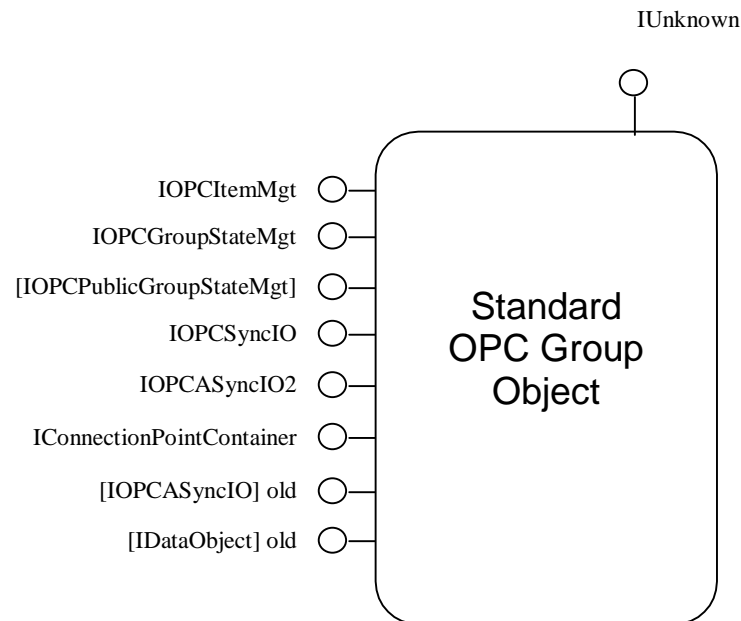 IUnknown
IOPCItemMgt
IOPCGroupStateMgt
[IOPCPublicGroupStateMgt]
IOPCSyncIO
IOPCASyncIO2
IConnectionPointContainer
[IOPCASyncIO] old
[IDataObject] old
Standard
OPC Group
Object